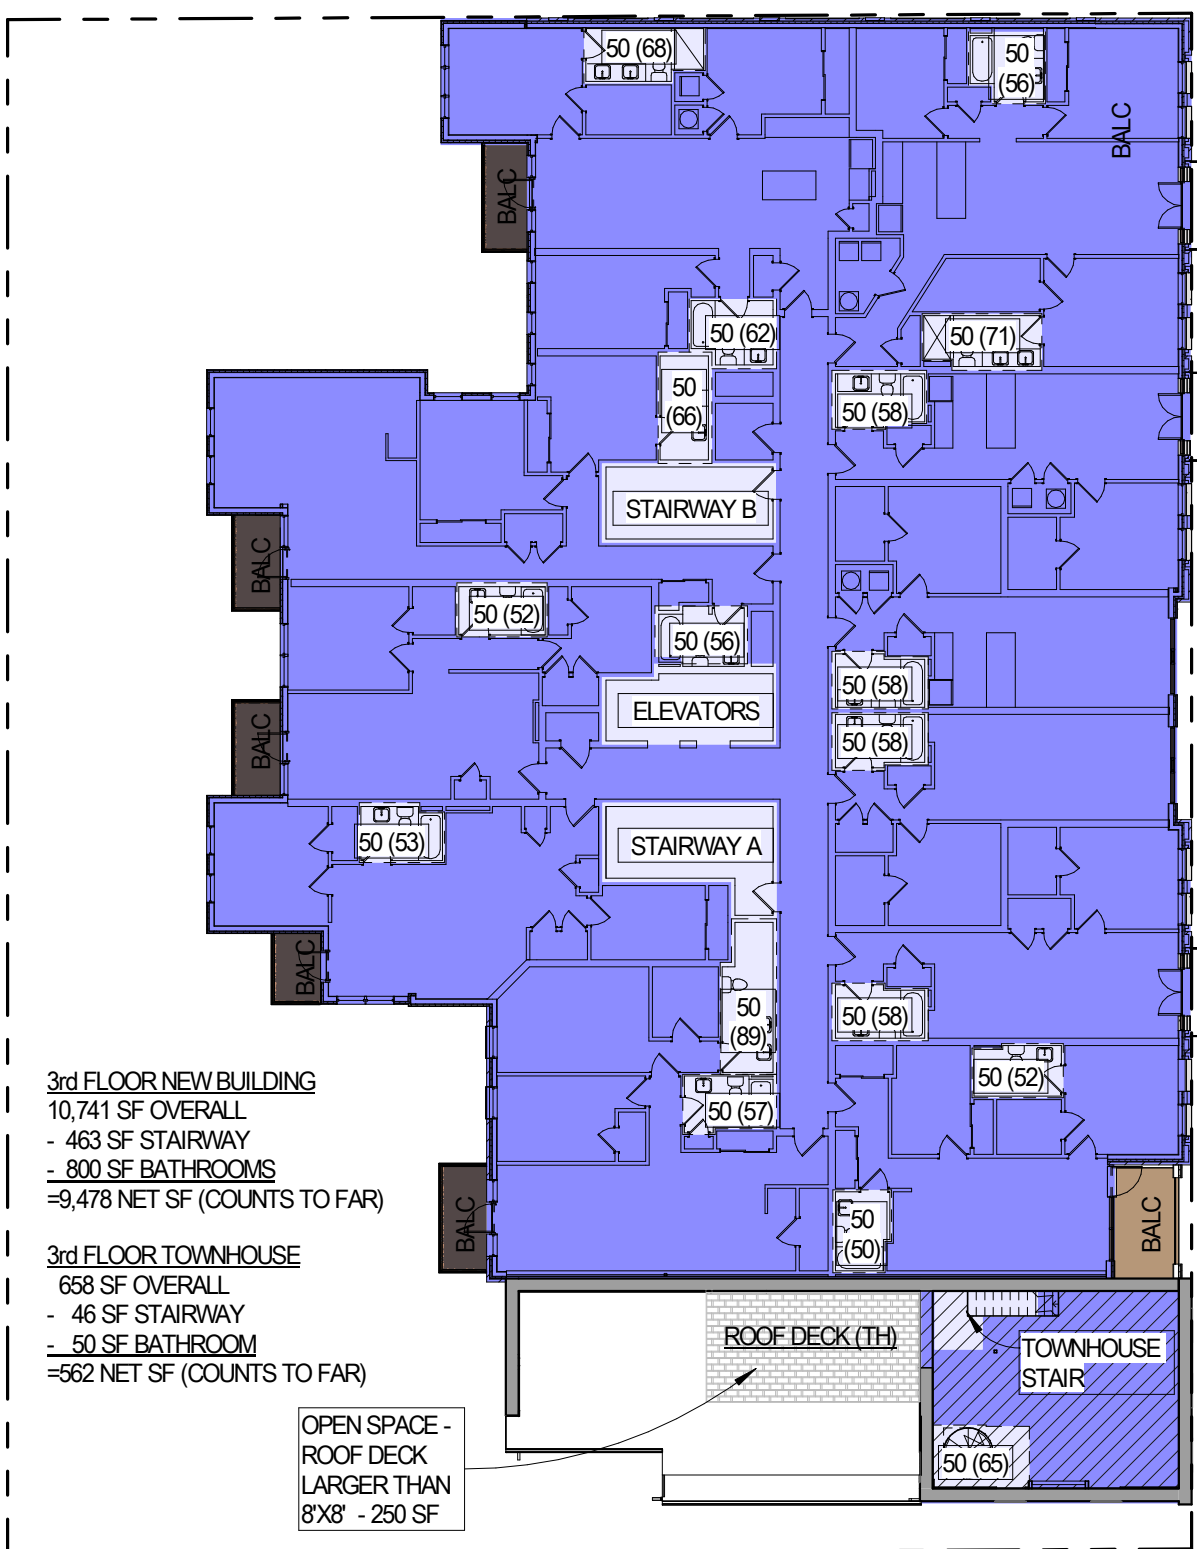 50 (68)
50
(56)
BALC
BALC
50 (62)
50 (71)
50
(66)
50 (58)
STAIRWAY B
BALC
50 (52)
50 (56)
50 (58)
ELEVATORS
BALC
50 (58)
50 (53)
STAIRWAY A
BALC
50
(89)
50 (58)
50 (52)
50 (57)
BALC
50
(50)
BALC
3rd FLOOR NEW BUILDING
10,741 SF OVERALL
- 463 SF STAIRWAY
- 800 SF BATHROOMS
=9,478 NET SF (COUNTS TO FAR)
3rd FLOOR TOWNHOUSE
658 SF OVERALL
- 46 SF STAIRWAY
- 50 SF BATHROOM
=562 NET SF (COUNTS TO FAR)
ROOF DECK (TH)
TOWNHOUSE
STAIR
OPEN SPACE -
ROOF DECK
LARGER THAN
8'X8' - 250 SF
50 (65)